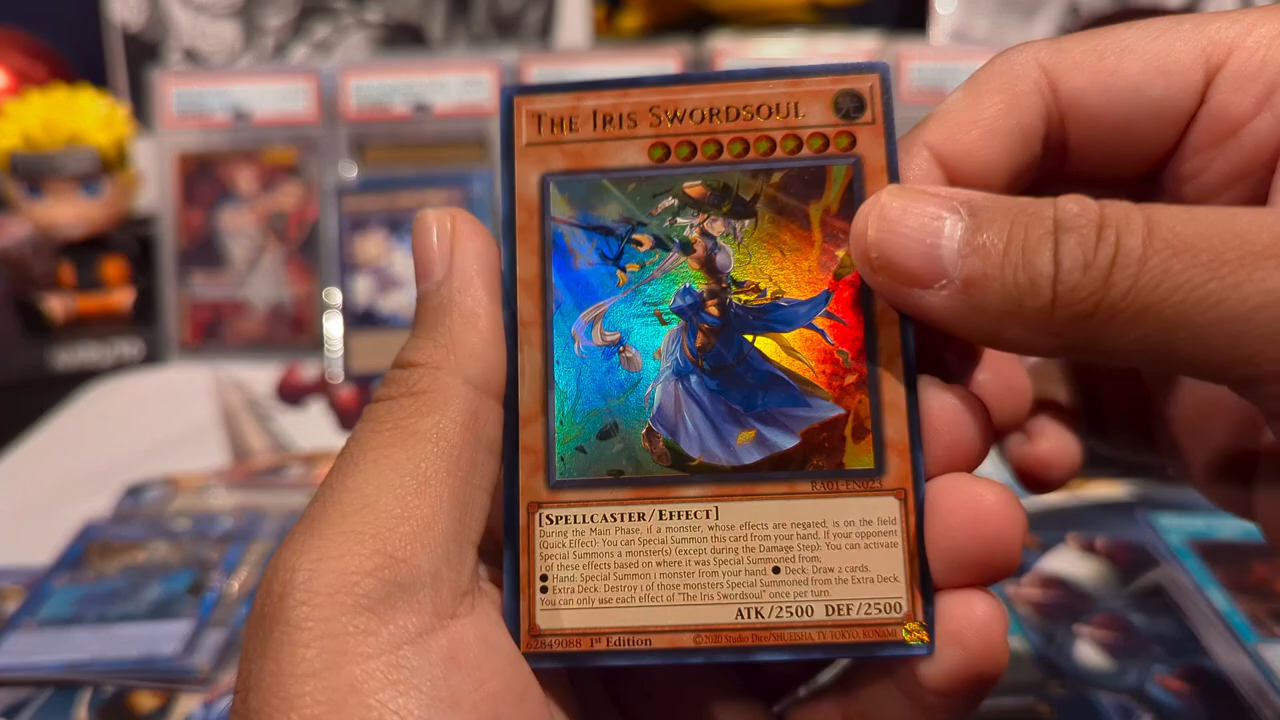 THE IRIS SWORDSOUL
光
RA01-EN023
[SPELLCASTER/EFFECT]
During the Main Phase, if a monster, whose effects are negated, is on the field
(Quick Effect): You can Special Summon this card from your hand. If your opponent
Special Summons a monster(s) (except during the Damage Step): You can activate
1 of these effects based on where it was Special Summoned from;
● Hand: Special Summon 1 monster from your hand. ● Deck: Draw 2 cards.
● Extra Deck: Destroy 1 of those monsters Special Summoned from the Extra Deck.
You can only use each effect of "The Iris Swordsoul" once per turn.
ATK/2500 DEF/2500
62849088 1st Edition ©2020 Studio Dice/SHUEISHA, TV TOKYO, KONAMI